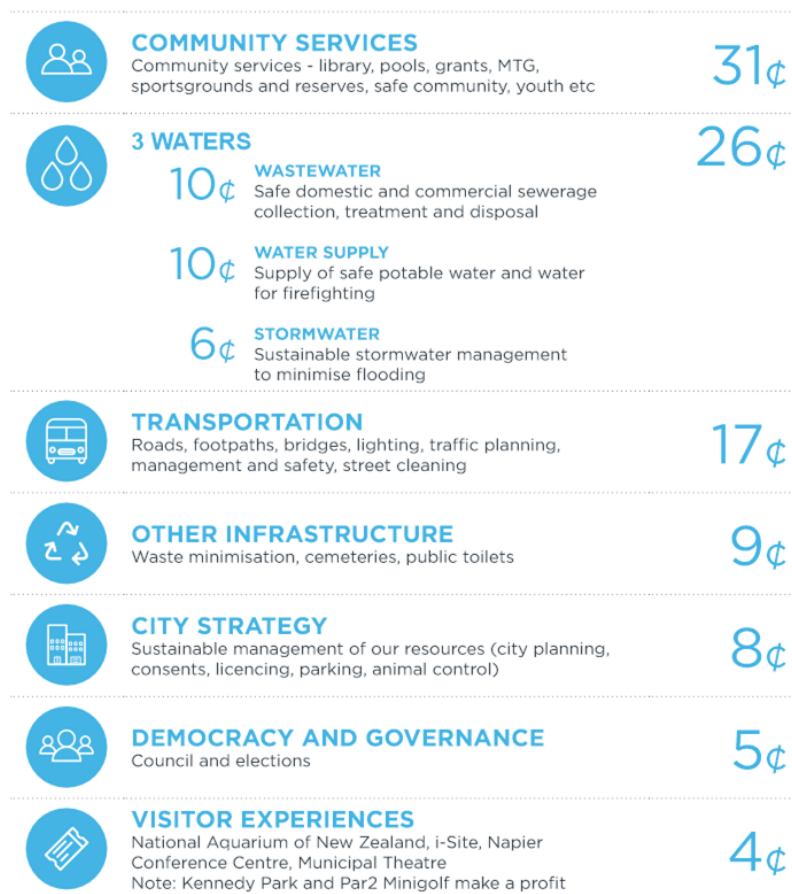 COMMUNITY SERVICES
Community services - library, pools, grants, MTG,
sportsgrounds and reserves, safe community, youth etc
31¢
3 WATERS
26¢
10¢
WASTEWATER
Safe domestic and commercial sewerage
collection, treatment and disposal
10¢
WATER SUPPLY
Supply of safe potable water and water
for firefighting
6¢
STORMWATER
Sustainable stormwater management
to minimise flooding
TRANSPORTATION
Roads, footpaths, bridges, lighting, traffic planning,
management and safety, street cleaning
17¢
OTHER INFRASTRUCTURE
Waste minimisation, cemeteries, public toilets
9¢
CITY STRATEGY
Sustainable management of our resources (city planning,
consents, licencing, parking, animal control)
8¢
DEMOCRACY AND GOVERNANCE
Council and elections
5¢
VISITOR EXPERIENCES
National Aquarium of New Zealand, i-Site, Napier
Conference Centre, Municipal Theatre
Note: Kennedy Park and Par2 Minigolf make a profit
4¢